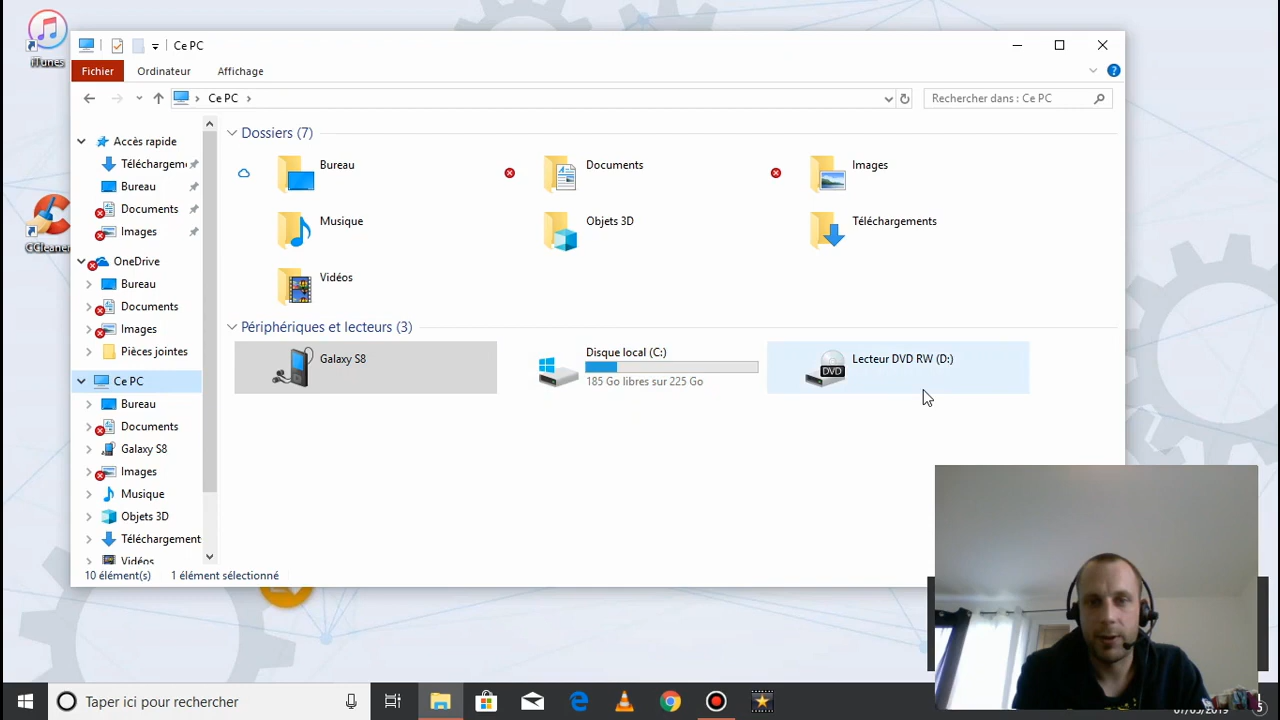 iTunes
Ce PC
Fichier Ordinateur Affichage
Ce PC
Rechercher dans : Ce PC
Accès rapide
Téléchargem
Bureau
Documents
Images
OneDrive
Bureau
Documents
Images
Pièces jointes
Ce PC
Bureau
Documents
Galaxy S8
Images
Musique
Objets 3D
Téléchargement
Vidéos
Dossiers (7)
Bureau
Documents
Images
Musique
Objets 3D
Téléchargements
Vidéos
Périphériques et lecteurs (3)
Galaxy S8
Disque local (C:)
185 Go libres sur 225 Go
Lecteur DVD RW (D:)
DVD
10 élément(s) 1 élément sélectionné
CCleaner
Taper ici pour rechercher